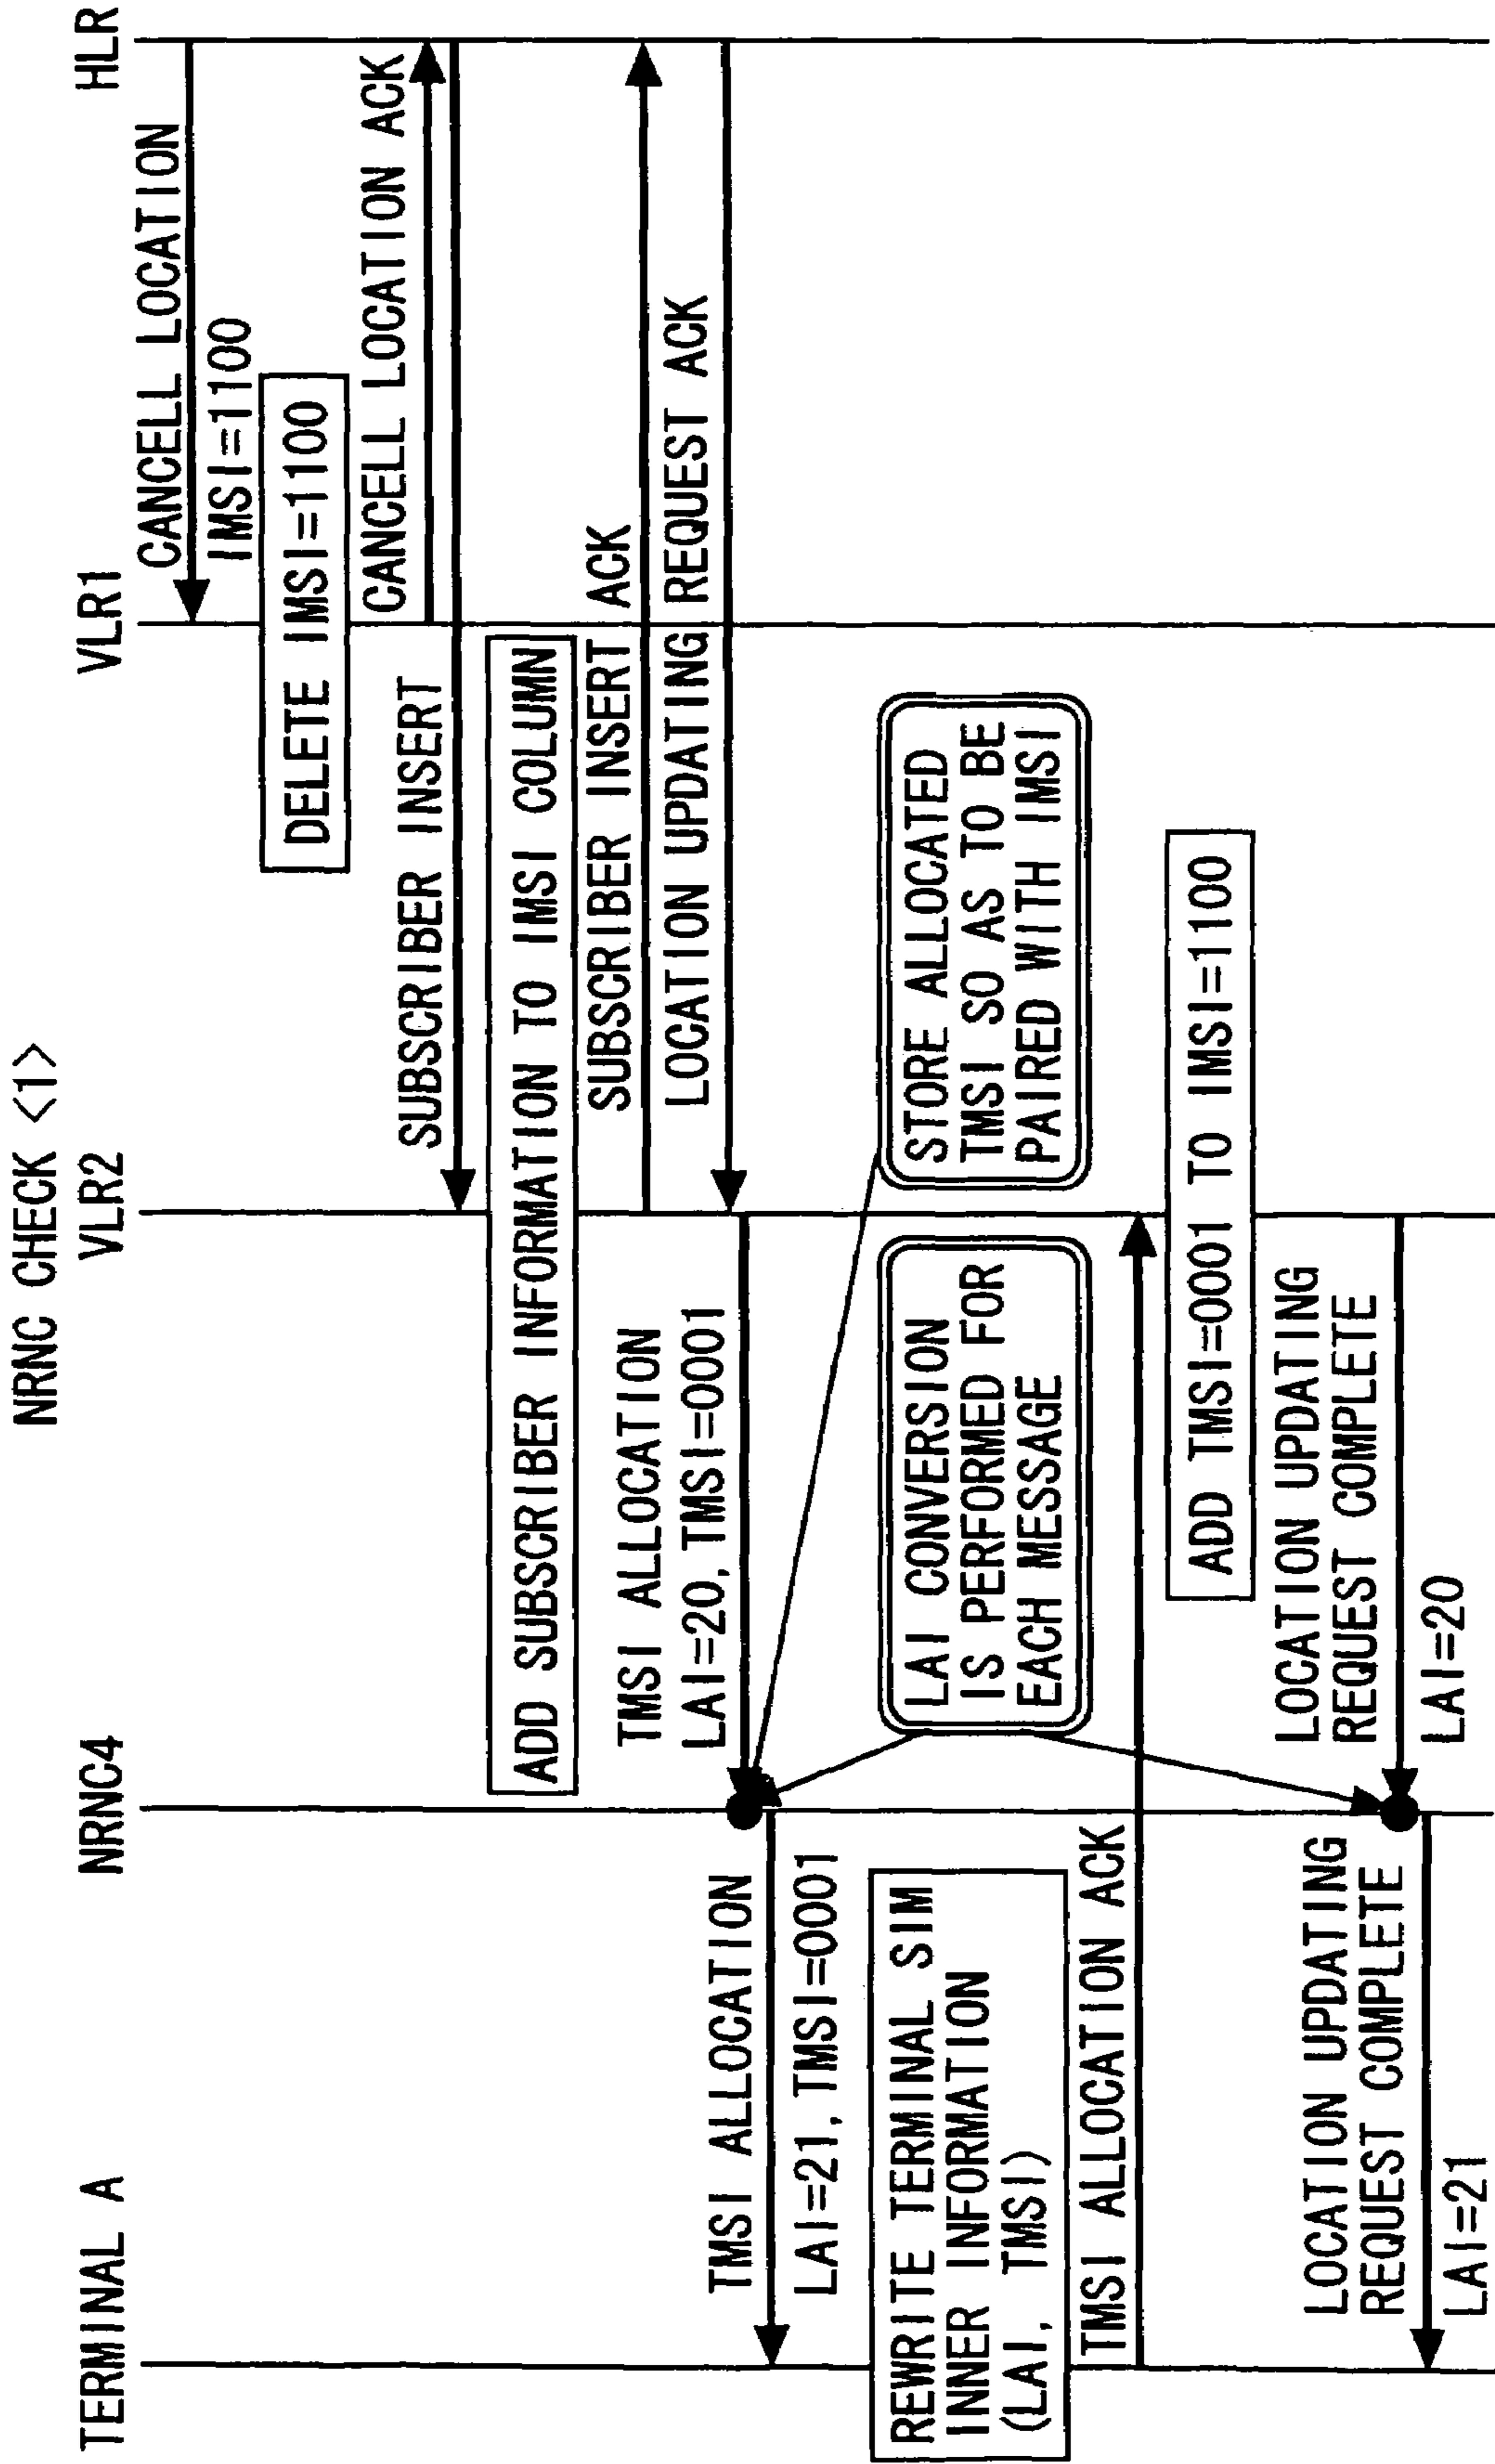 NRNC CHECK <1>
TERMINAL A
NRNC4
VLR2
VLR1
HLR
CANCELL LOCATION
IMSI=1100
DELETE IMSI=1100
CANCELL LOCATION ACK
SUBSCRIBER INSERT
ADD SUBSCRIBER INFORMATION TO IMSI COLUMN
SUBSCRIBER INSERT ACK
LOCATION UPDATING REQUEST ACK
TMSI ALLOCATION
LAI=20, TMSI=0001
TMSI ALLOCATION
LAI=21, TMSI=0001
STORE ALLOCATED
TMSI SO AS TO BE
PAIRED WITH IMSI
LAI CONVERSION
IS PERFORMED FOR
EACH MESSAGE
REWRITE TERMINAL SIM
INNER INFORMATION
(LAI, TMSI)
TMSI ALLOCATION ACK
ADD TMSI=0001 TO IMSI=1100
LOCATION UPDATING
REQUEST COMPLETE
LAI=20
LOCATION UPDATING
REQUEST COMPLETE
LAI=21